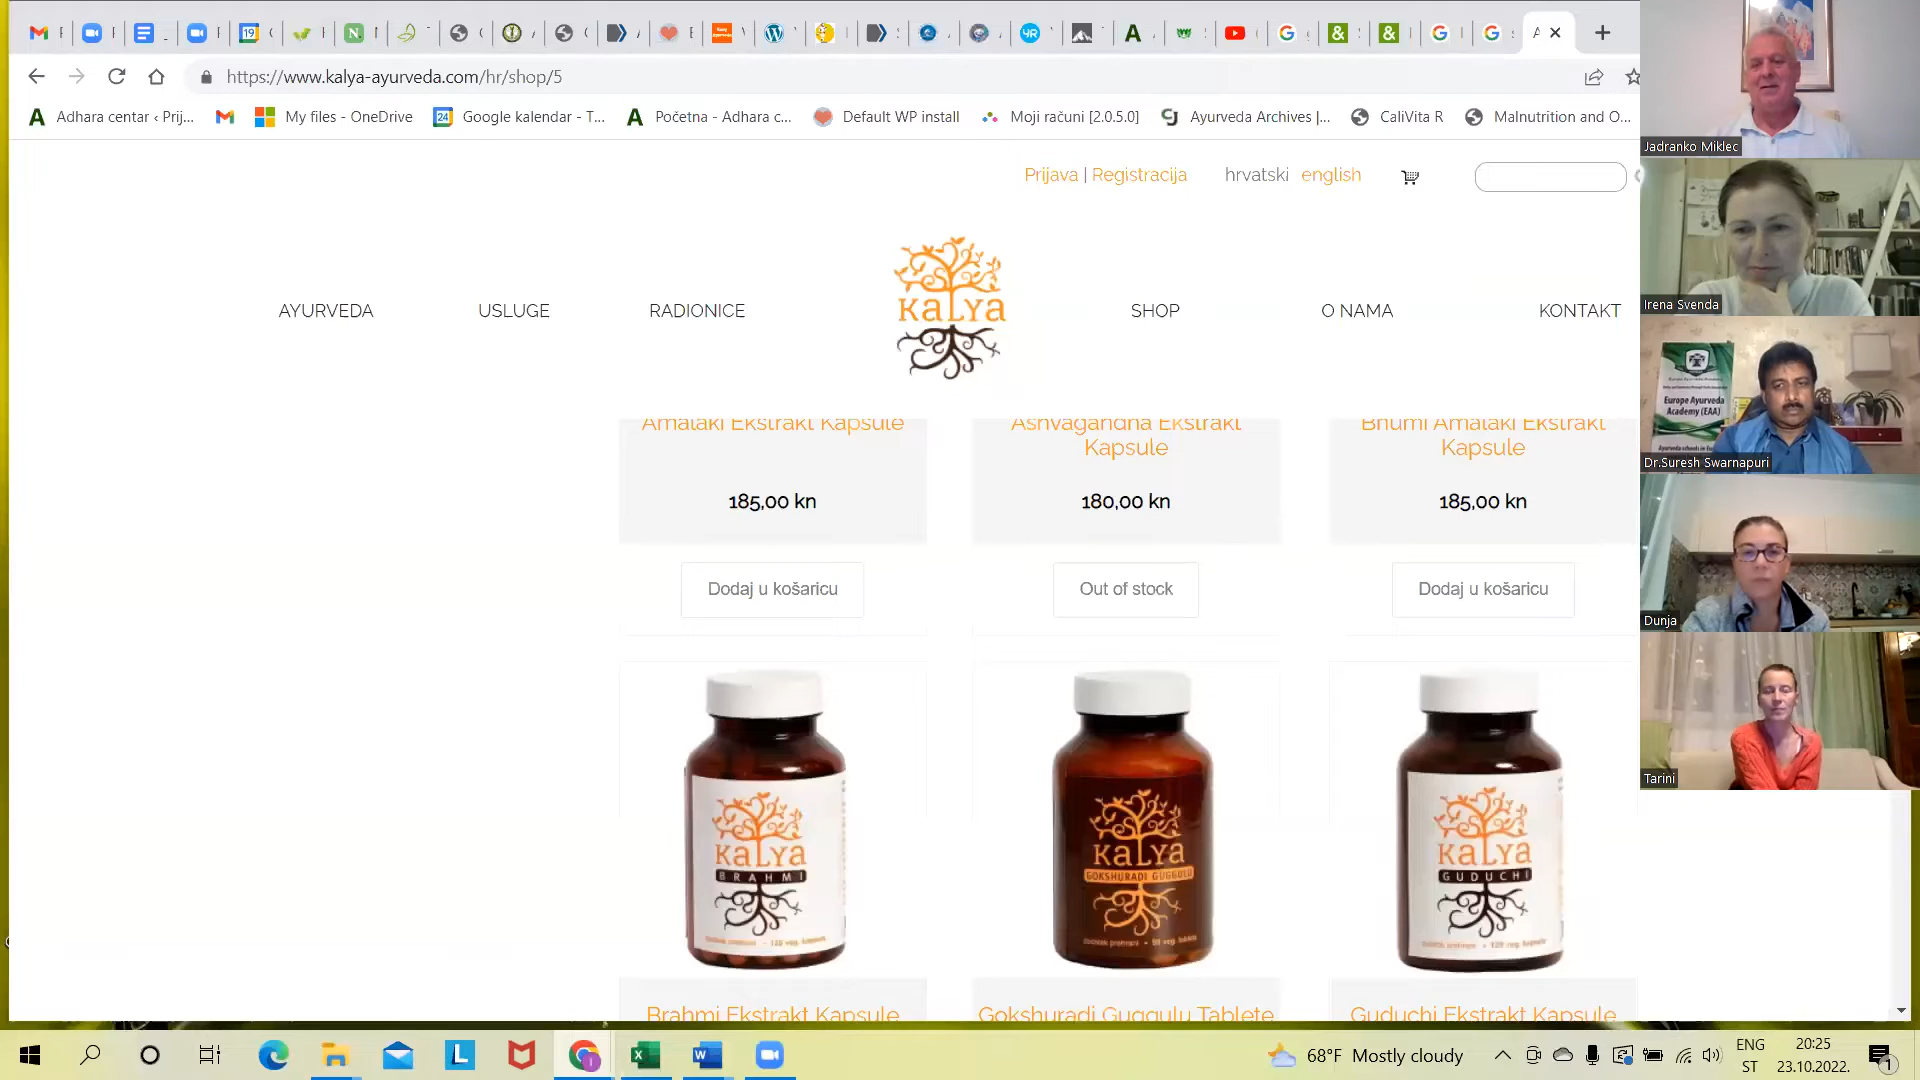 https://www.kalya-ayurveda.com/hr/shop/5
Adhara centar ‹ Prij...
My files - OneDrive
Google kalendar - T...
Početna - Adhara c...
Default WP install
Moji računi [2.0.5.0]
Ayurveda Archives |...
CaliVita R
Malnutrition and O...
Prijava | Registracija hrvatski english
AYURVEDA USLUGE RADIONICE KALYA SHOP O NAMA KONTAKT
Amalaki Ekstrakt Kapsule
185,00 kn
Dodaj u košaricu
Ashvagandha Ekstrakt
Kapsule
180,00 kn
Out of stock
Bhumi Amalaki Ekstrakt
Kapsule
185,00 kn
Dodaj u košaricu
KALYA
BRAHMI
KALYA
GOKSHURADI GUGGULU
KALYA
GUDUCHI
Brahmi Ekstrakt Kapsule
Gokshuradi Guggulu Tablete
Guduchi Ekstrakt Kapsule
Jadranko Miklec
Irena Svenda
Europe Ayurveda
Academy (EAA)
Dr.Suresh Swarnapuri
Dunja
Tarini
68°F Mostly cloudy
ENG
ST
20:25
23.10.2022.
1